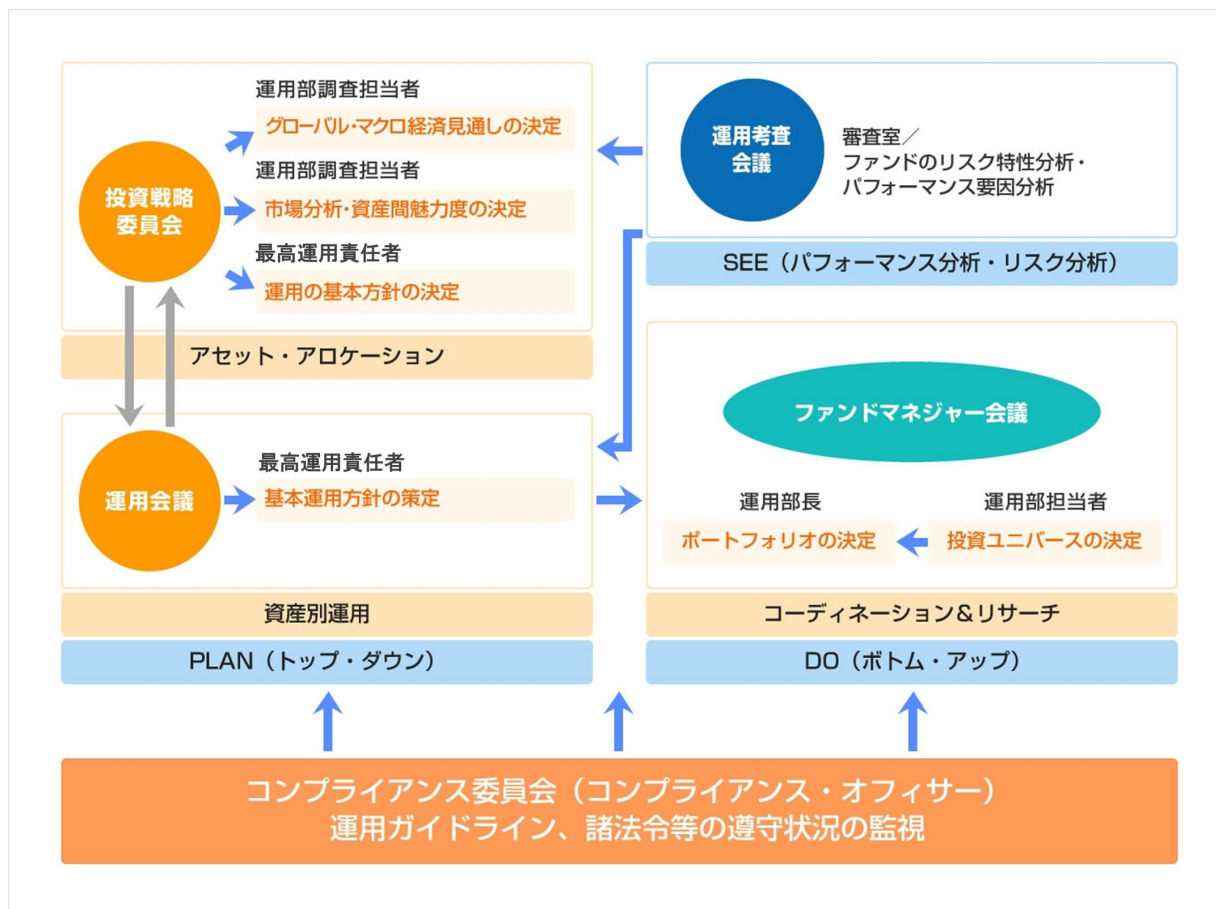 運用部調査担当者
グローバル・マクロ経済見通しの決定
投資戦略
委員会
運用部調査担当者
市場分析・資産間魅力度の決定
最高運用責任者
運用の基本方針の決定
アセット・アロケーション
運用会議
最高運用責任者
基本運用方針の策定
資産別運用
PLAN（トップ・ダウン）
運用考査
会議
審査室／
ファンドのリスク特性分析・
パフォーマンス要因分析
SEE（パフォーマンス分析・リスク分析）
ファンドマネジャー会議
運用部長
ポートフォリオの決定
運用部担当者
投資ユニバースの決定
コーディネーション＆リサーチ
DO（ボトム・アップ）
コンプライアンス委員会（コンプライアンス・オフィサー）
運用ガイドライン、諸法令等の遵守状況の監視